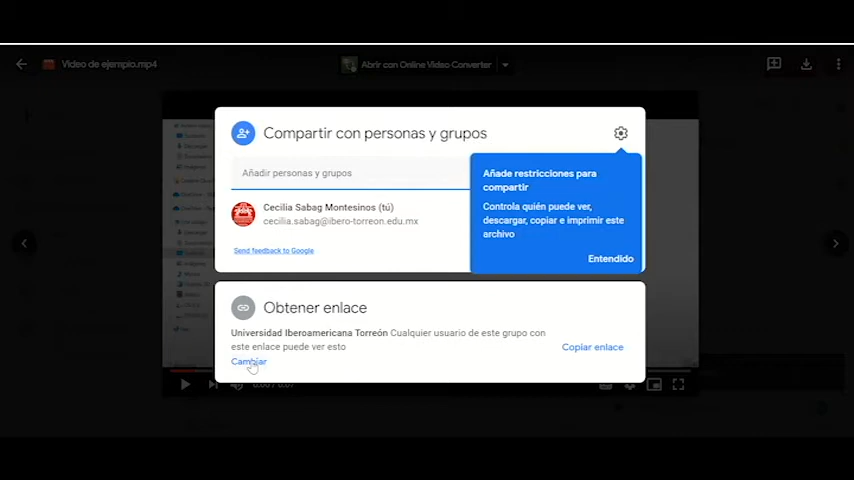 Video de ejemplo.mp4
Abrir con Online Video Converter
Compartir con personas y grupos
Añadir personas y grupos
Cecilia Sabag Montesinos (tú)
cecilia.sabag@ibero-torreon.edu.mx
Send feedback to Google
Añade restricciones para
compartir
Controla quién puede ver,
descargar, copiar e imprimir este
archivo
Entendido
Obtener enlace
Universidad Iberoamericana Torreón Cualquier usuario de este grupo con
este enlace puede ver esto
Copiar enlace
Cambiar